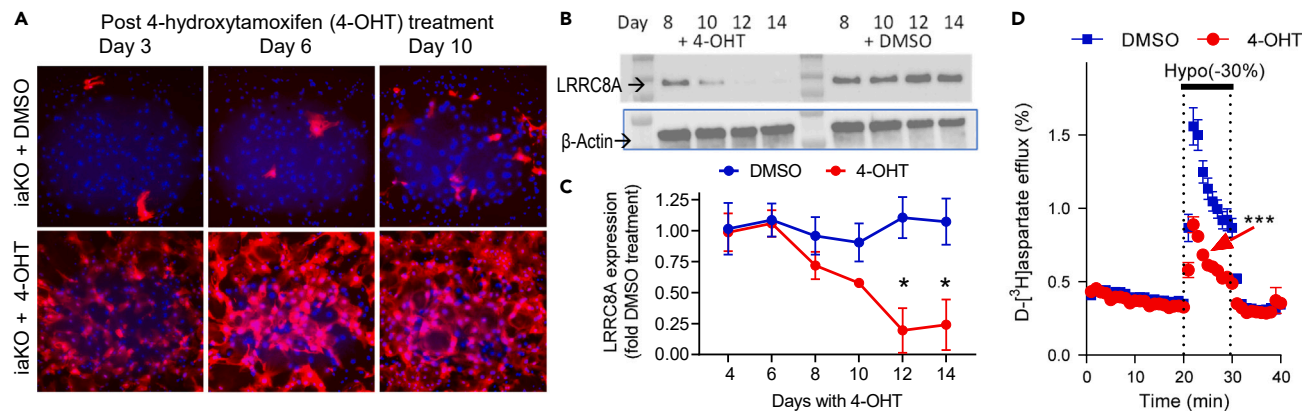 A
Post 4-hydroxytamoxifen (4-OHT) treatment
Day 3 Day 6 Day 10
iaKO + DMSO
iaKO + 4-OHT
B
Day 8 10 12 14 8 10 12 14
+ 4-OHT + DMSO
LRRC8A
β-Actin
C
DMSO 4-OHT
LRRC8A expression
(fold DMSO treatment)
1.25
1.00
0.75
0.50
0.25
0.00
* *
4 6 8 10 12 14
Days with 4-OHT
D
DMSO 4-OHT
Hypo(-30%)
D-[³H]aspartate efflux (%)
1.5
1.0
0.5
0.0
***
0 10 20 30 40
Time (min)